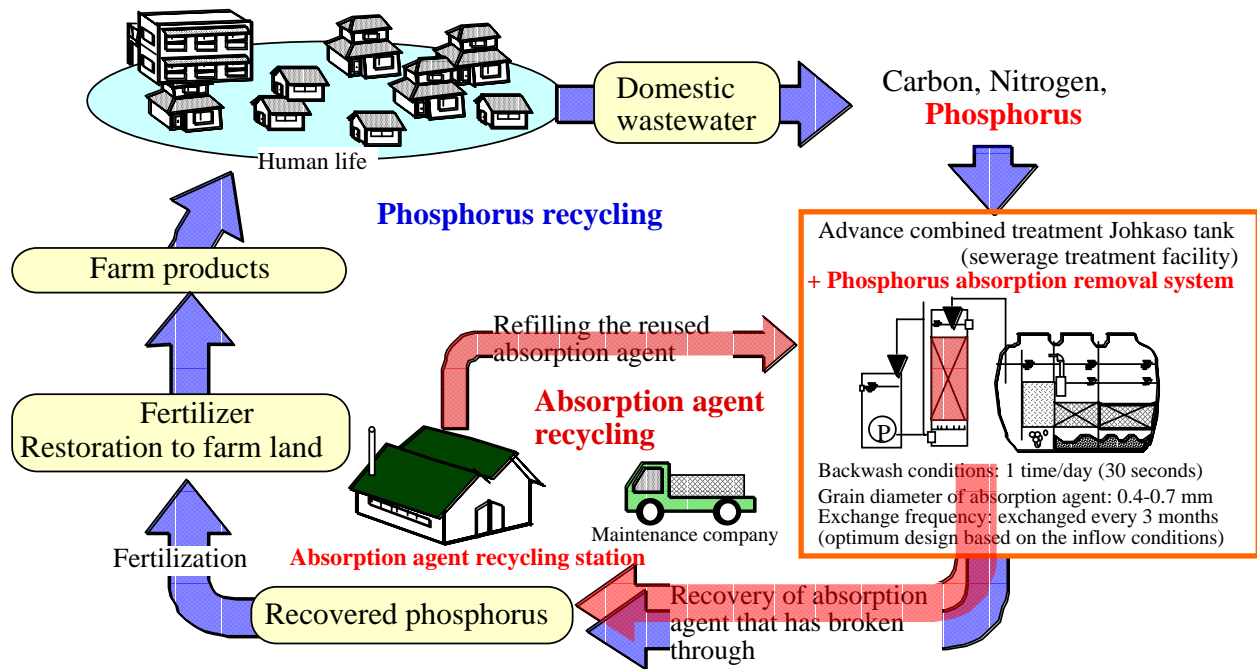 Human life
Domestic
wastewater
Carbon, Nitrogen,
Phosphorus
Phosphorus recycling
Advance combined treatment Johkaso tank
(sewerage treatment facility)
+ Phosphorus absorption removal system
P
Backwash conditions: 1 time/day (30 seconds)
Grain diameter of absorption agent: 0.4-0.7 mm
Exchange frequency: exchanged every 3 months
(optimum design based on the inflow conditions)
Farm products
Refilling the reused
absorption agent
Absorption agent
recycling
Fertilizer
Restoration to farm land
Maintenance company
Absorption agent recycling station
Fertilization
Recovered phosphorus
Recovery of absorption
agent that has broken
through